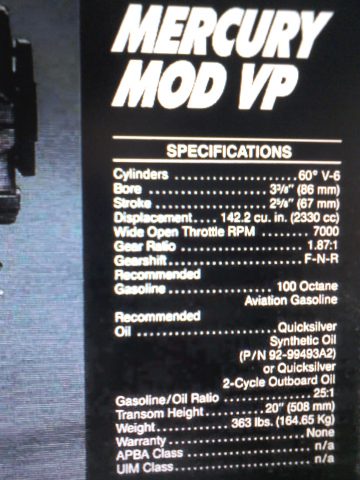 MERCURY
MOD VP
SPECIFICATIONS
Cylinders ....................60° V-6
Bore ......................3³/₈" (86 mm)
Stroke ....................2⁵/₈" (67 mm)
Displacement.....142.2 cu. in. (2330 cc)
Wide Open Throttle RPM ........7000
Gear Ratio ....................1.87:1
Gearshift......................F-N-R
Recommended
Gasoline....................100 Octane
Aviation Gasoline
Recommended
Oil .....................Quicksilver
Synthetic Oil
(P/N 92-99493A2)
or Quicksilver
2-Cycle Outboard Oil
Gasoline/Oil Ratio .............25:1
Transom Height..........20" (508 mm)
Weight...........363 lbs. (164.65 Kg)
Warranty......................None
APBA Class.....................n/a
UIM Class......................n/a